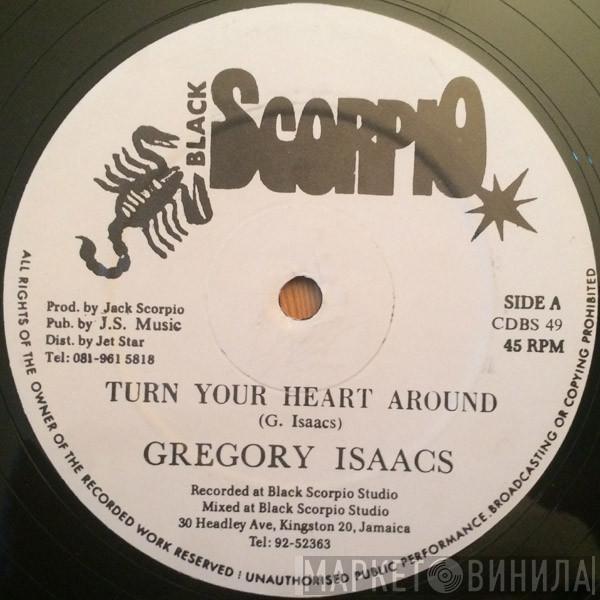 BLACK
SCORPIO
Prod. by Jack Scorpio
Pub. by J.S. Music
Dist. by Jet Star
Tel: 081-961 5818
SIDE A
CDBS 49
45 RPM
TURN YOUR HEART AROUND
(G. Isaacs)
GREGORY ISAACS
Recorded at Black Scorpio Studio
Mixed at Black Scorpio Studio
30 Headley Ave, Kingston 20, Jamaica
Tel: 92-52363
ALL RIGHTS OF THE OWNER OF THE RECORDED WORK RESERVED : UNAUTHORISED PUBLIC PERFORMANCE, BROADCASTING OR COPYING PROHIBITED
МАРКЕТ ВИНИЛА